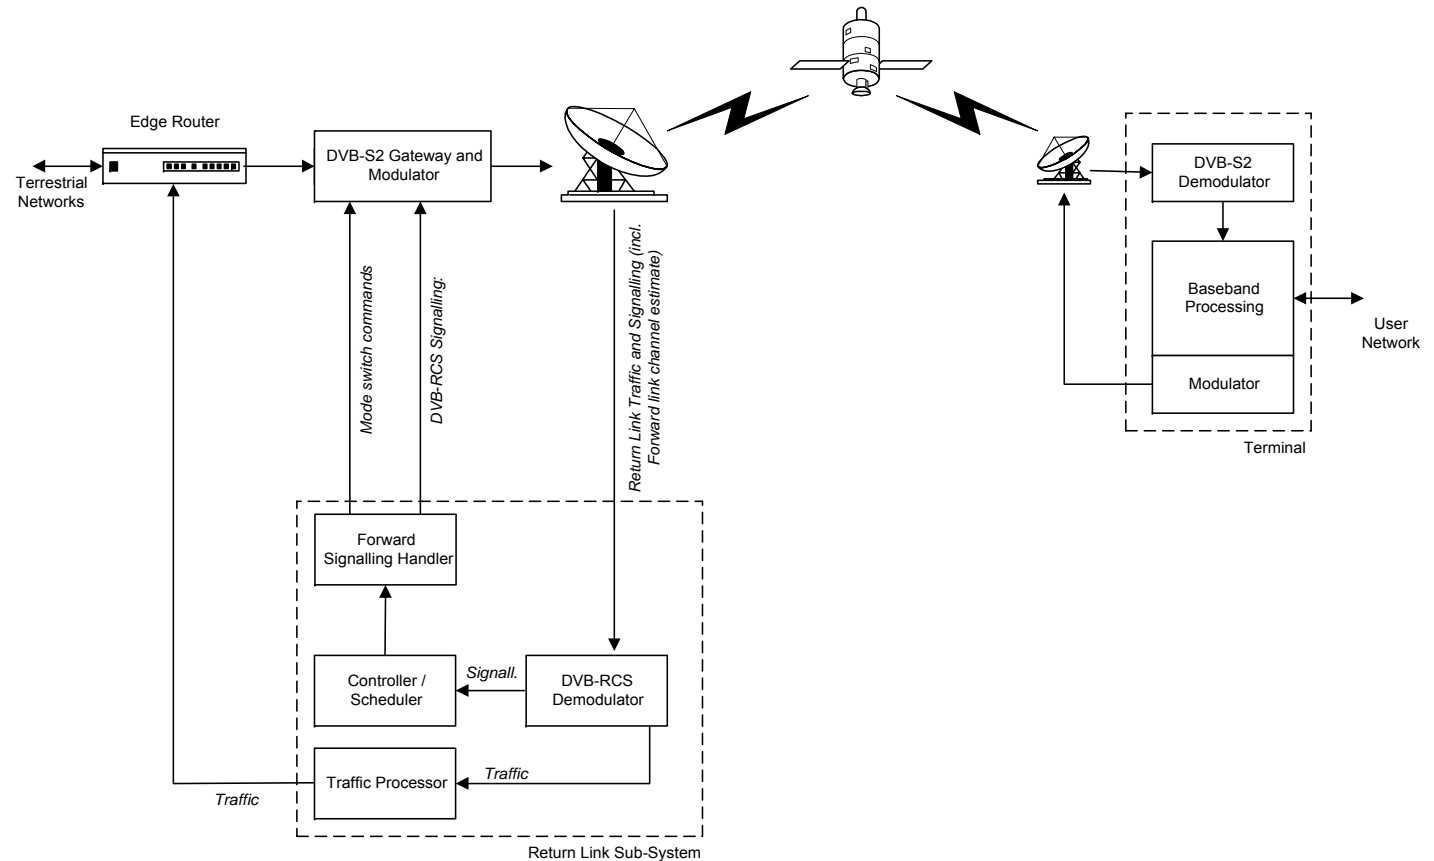 Edge Router
Terrestrial
Networks
DVB-S2 Gateway and
Modulator
DVB-S2
Demodulator
Baseband
Processing
Modulator
User
Network
Terminal
Mode switch commands
DVB-RCS Signalling:
Return Link Traffic and Signalling (incl.
Forward link channel estimate)
Forward
Signalling Handler
Controller /
Scheduler
Signall.
DVB-RCS
Demodulator
Traffic Processor
Traffic
Traffic
Return Link Sub-System